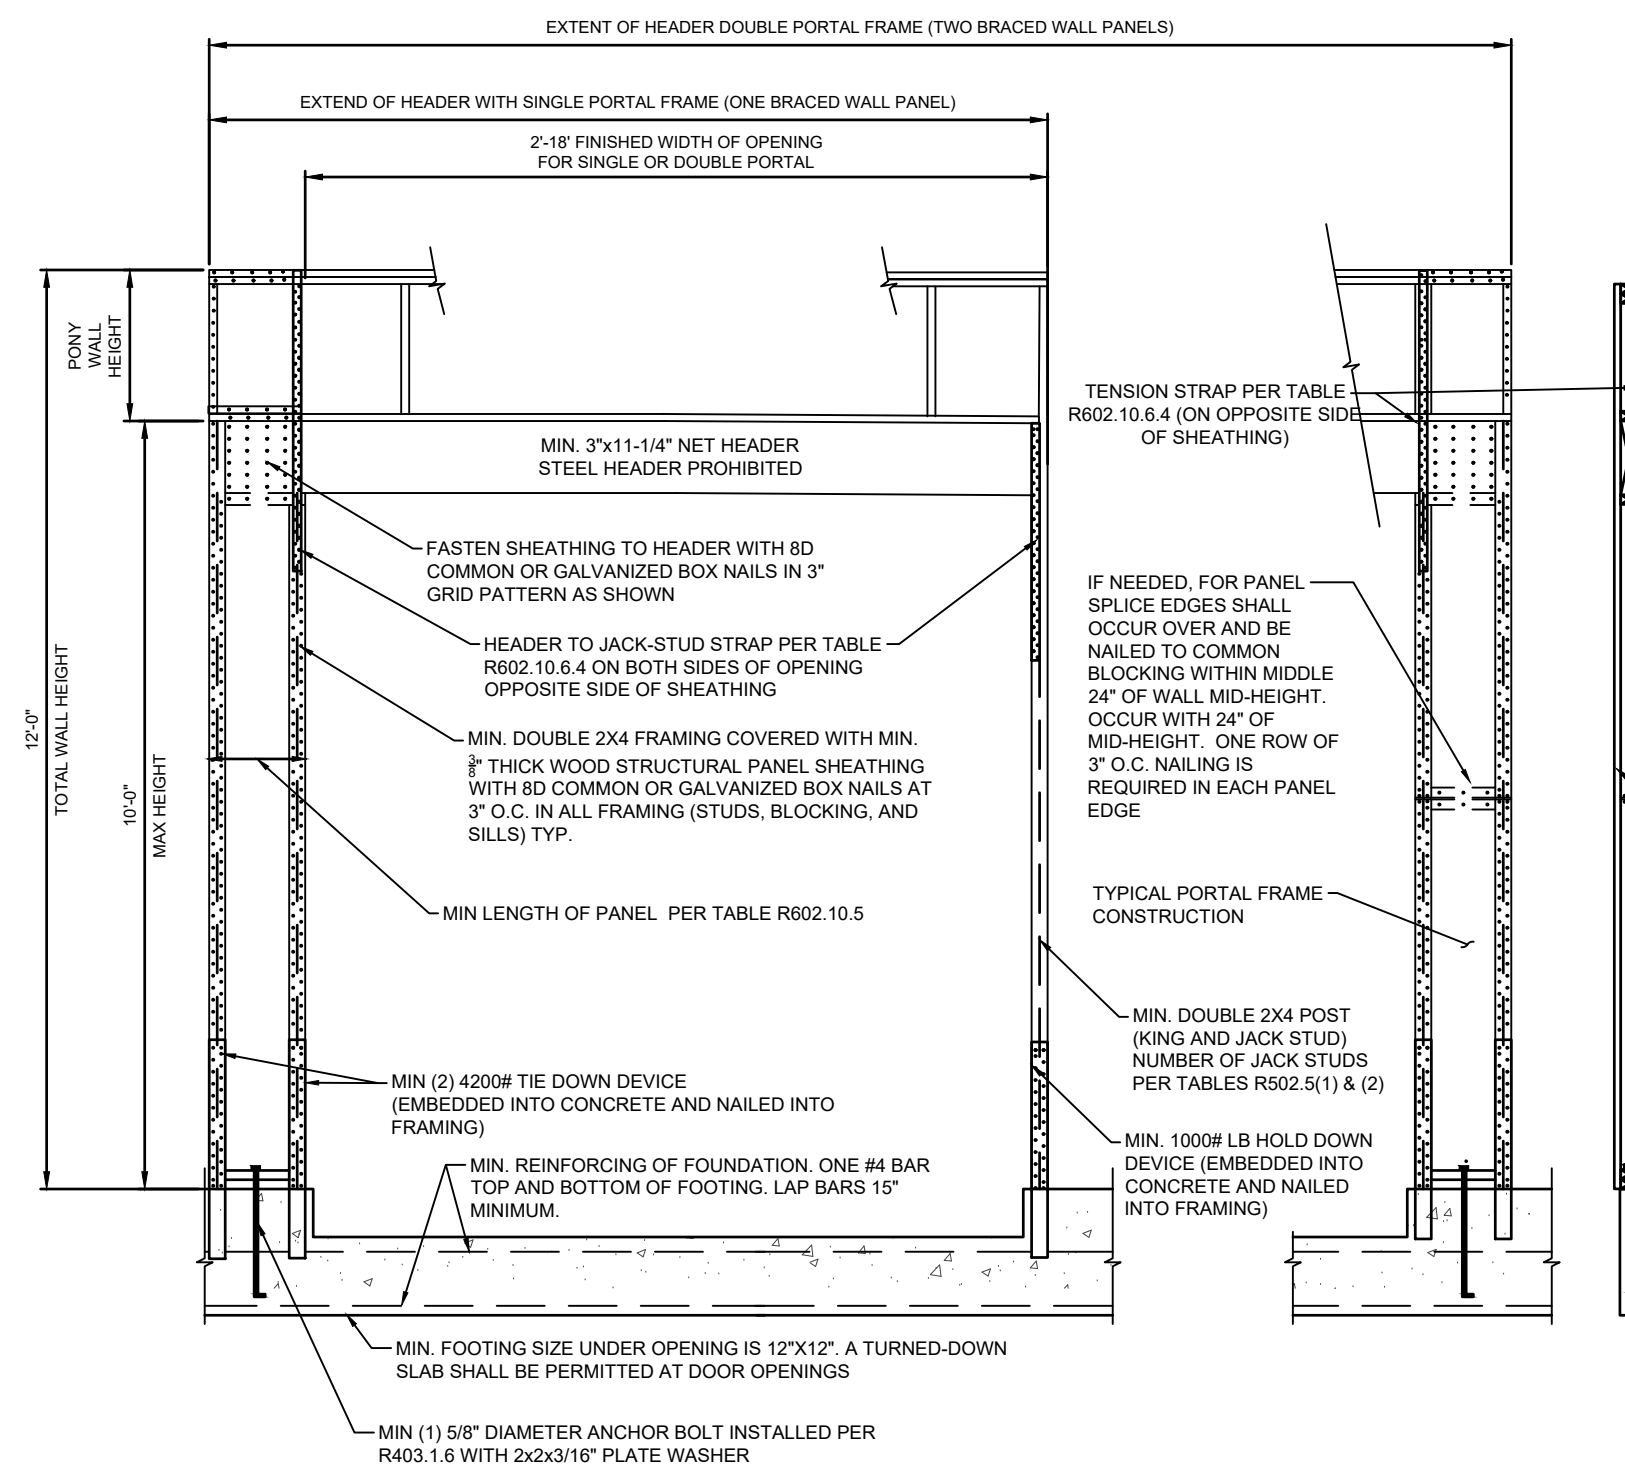 EXTENT OF HEADER DOUBLE PORTAL FRAME (TWO BRACED WALL PANELS)
EXTEND OF HEADER WITH SINGLE PORTAL FRAME (ONE BRACED WALL PANEL)
2'-18' FINISHED WIDTH OF OPENING
FOR SINGLE OR DOUBLE PORTAL
PONY
WALL
HEIGHT
12'-0"
TOTAL WALL HEIGHT
10'-0"
MAX HEIGHT
MIN. 3"x11-1/4" NET HEADER
STEEL HEADER PROHIBITED
TENSION STRAP PER TABLE
R602.10.6.4 (ON OPPOSITE SIDE
OF SHEATHING)
FASTEN SHEATHING TO HEADER WITH 8D
COMMON OR GALVANIZED BOX NAILS IN 3"
GRID PATTERN AS SHOWN
HEADER TO JACK-STUD STRAP PER TABLE
R602.10.6.4 ON BOTH SIDES OF OPENING
OPPOSITE SIDE OF SHEATHING
MIN. DOUBLE 2X4 FRAMING COVERED WITH MIN.
3/8" THICK WOOD STRUCTURAL PANEL SHEATHING
WITH 8D COMMON OR GALVANIZED BOX NAILS AT
3" O.C. IN ALL FRAMING (STUDS, BLOCKING, AND
SILLS) TYP.
MIN LENGTH OF PANEL  PER TABLE R602.10.5
IF NEEDED, FOR PANEL
SPLICE EDGES SHALL
OCCUR OVER AND BE
NAILED TO COMMON
BLOCKING WITHIN MIDDLE
24" OF WALL MID-HEIGHT.
OCCUR WITH 24" OF
MID-HEIGHT.  ONE ROW OF
3" O.C. NAILING IS
REQUIRED IN EACH PANEL
EDGE
TYPICAL PORTAL FRAME
CONSTRUCTION
MIN. DOUBLE 2X4 POST
(KING AND JACK STUD)
NUMBER OF JACK STUDS
PER TABLES R502.5(1) & (2)
MIN (2) 4200# TIE DOWN DEVICE
(EMBEDDED INTO CONCRETE AND NAILED INTO
FRAMING)
MIN. 1000# LB HOLD DOWN
DEVICE (EMBEDDED INTO
CONCRETE AND NAILED
INTO FRAMING)
MIN. REINFORCING OF FOUNDATION. ONE #4 BAR
TOP AND BOTTOM OF FOOTING. LAP BARS 15"
MINIMUM.
MIN. FOOTING SIZE UNDER OPENING IS 12"X12". A TURNED-DOWN
SLAB SHALL BE PERMITTED AT DOOR OPENINGS
MIN (1) 5/8" DIAMETER ANCHOR BOLT INSTALLED PER
R403.1.6 WITH 2x2x3/16" PLATE WASHER